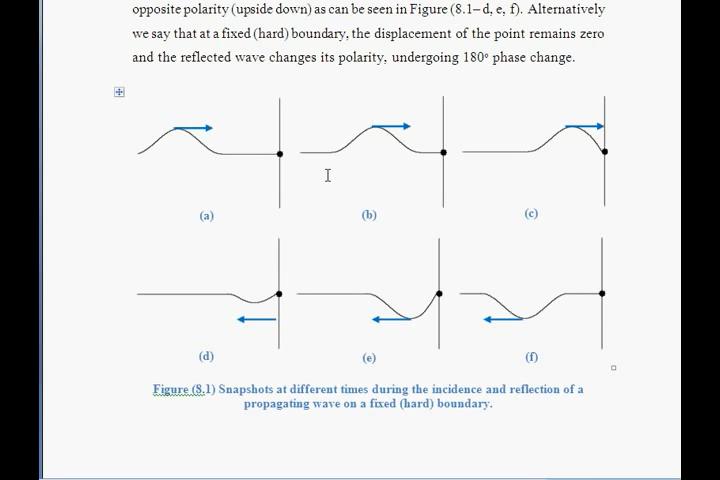 opposite polarity (upside down) as can be seen in Figure (8.1– d, e, f). Alternatively
we say that at a fixed (hard) boundary, the displacement of the point remains zero
and the reflected wave changes its polarity, undergoing 180º phase change.
(a) (b) (c)
(d) (e) (f)
Figure (8.1) Snapshots at different times during the incidence and reflection of a
propagating wave on a fixed (hard) boundary.